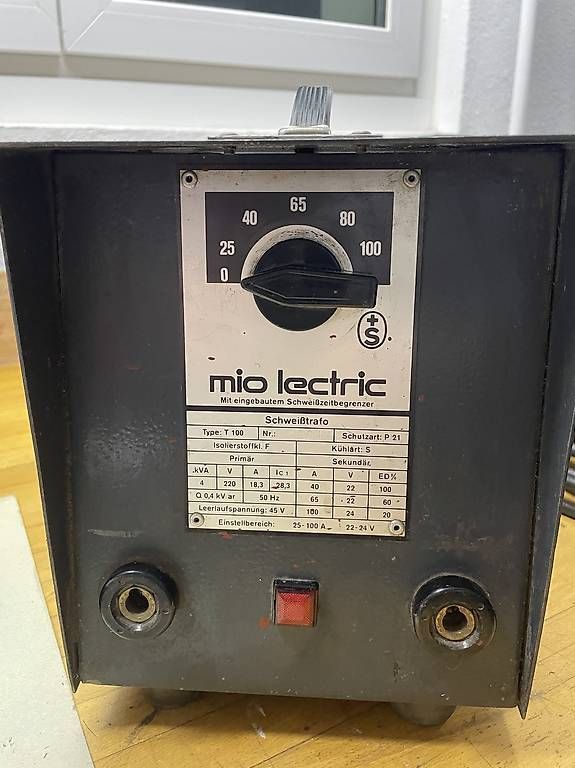 65
40 80
25 100
0
+
S
mio lectric
Mit eingebautem Schweißzeitbegrenzer
Schweißtrafo
Type: T 100 Nr.: Schutzart: P 21
Isolierstoffkl. F Kühlart: S
Primär Sekundär
kVA V A IC 1 A V ED%
4 220 18,3 28,3 40 22 100
Q 0,4 kV ar 50 Hz 65 22 60
Leerlaufspannung: 45 V 100 24 20
Einstellbereich: 25-100 A 22-24 V